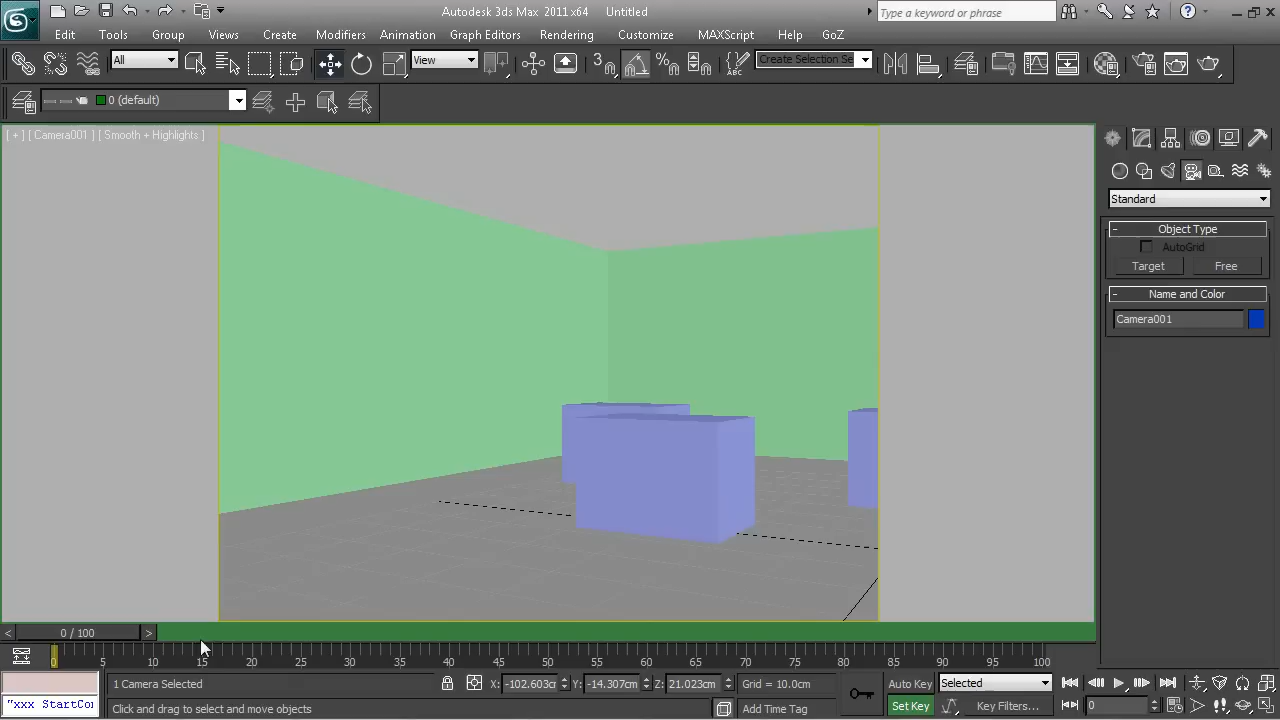 Autodesk 3ds Max 2011 x64 Untitled
Type a keyword or phrase
Edit Tools Group Views Create Modifiers Animation Graph Editors Rendering Customize MAXScript Help GoZ
All View 3 Create Selection Se
0 (default)
[ + ] [ Camera001 ] [ Smooth + Highlights ]
Standard
- Object Type
AutoGrid
Target Free
- Name and Color
Camera001
< 0 / 100 >
0 5 10 15 20 25 30 35 40 45 50 55 60 65 70 75 80 85 90 95 100
1 Camera Selected X: -102.603c Y: -14.307cm Z: 21.023cm Grid = 10.0cm Auto Key Selected
"xxx StartCo Click and drag to select and move objects Add Time Tag Set Key Key Filters... 0